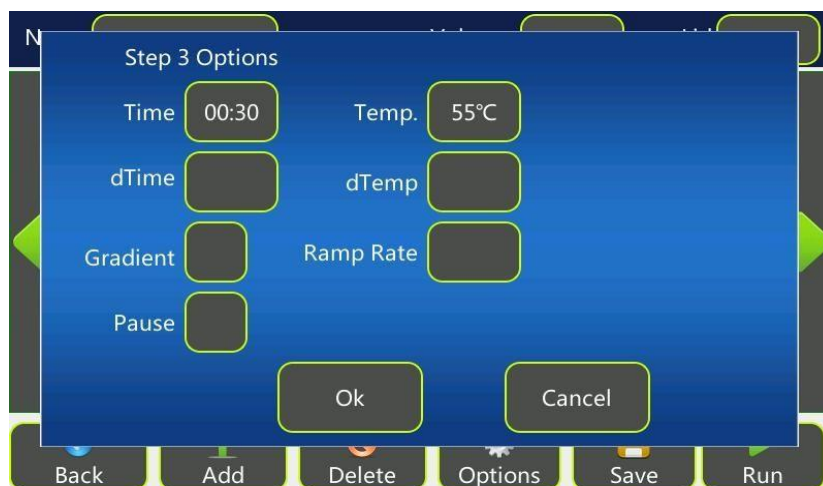 Step 3 Options
Time 00:30 Temp. 55℃
dTime dTemp
Gradient Ramp Rate
Pause
Ok Cancel
Back Add Delete Options Save Run